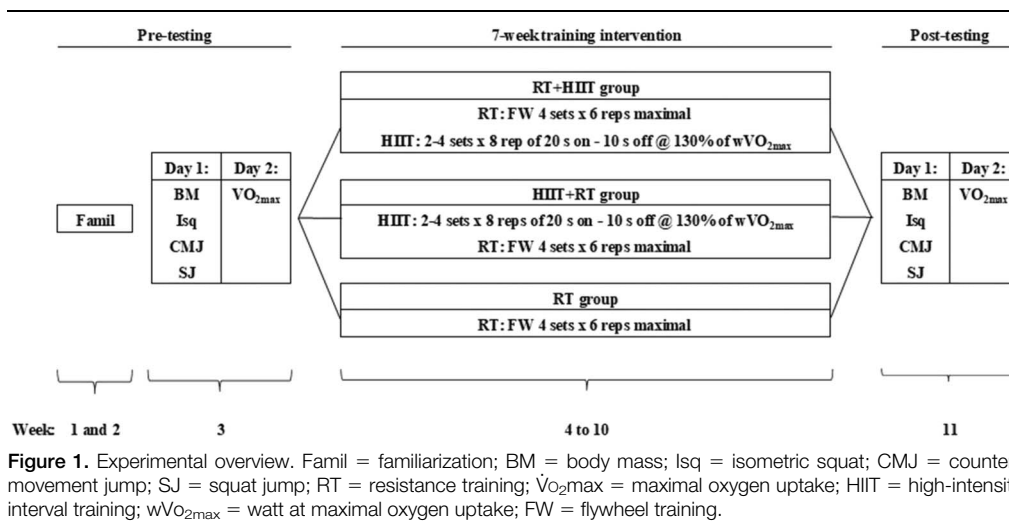 Pre-testing 7-week training intervention Post-testing
RT+HIIT group
RT: FW 4 sets x 6 reps maximal
HIIT: 2-4 sets x 8 rep of 20 s on - 10 s off @ 130% of wVO2max
Day 1: Day 2:
BM VO2max
Isq
CMJ
SJ
Famil
HIIT+RT group
HIIT: 2-4 sets x 8 reps of 20 s on - 10 s off @ 130% of wVO2max
RT: FW 4 sets x 6 reps maximal
RT group
RT: FW 4 sets x 6 reps maximal
Day 1: Day 2:
BM VO2max
Isq
CMJ
SJ
Week: 1 and 2 3 4 to 10 11
Figure 1. Experimental overview. Famil = familiarization; BM = body mass; Isq = isometric squat; CMJ = counter
movement jump; SJ = squat jump; RT = resistance training; V̇O2max = maximal oxygen uptake; HIIT = high-intensit
interval training; wVO2max = watt at maximal oxygen uptake; FW = flywheel training.